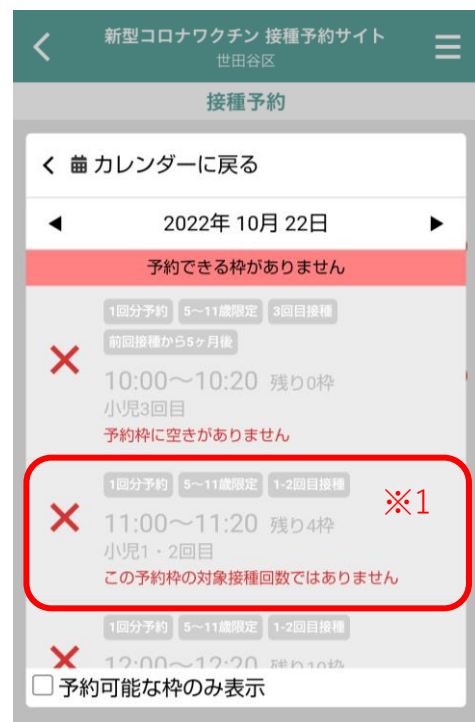 新型コロナワクチン 接種予約サイト
世田谷区
接種予約
カレンダーに戻る
2022年 10月 22日
予約できる枠がありません
1回分予約 5～11歳限定 3回目接種
前回接種から5ヶ月後
10:00～10:20 残り0枠
小児3回目
予約枠に空きがありません
1回分予約 5～11歳限定 1-2回目接種
※1
11:00～11:20 残り4枠
小児1・2回目
この予約枠の対象接種回数ではありません
1回分予約 5～11歳限定 1-2回目接種
12:00～12:20 残り10枠
予約可能な枠のみ表示